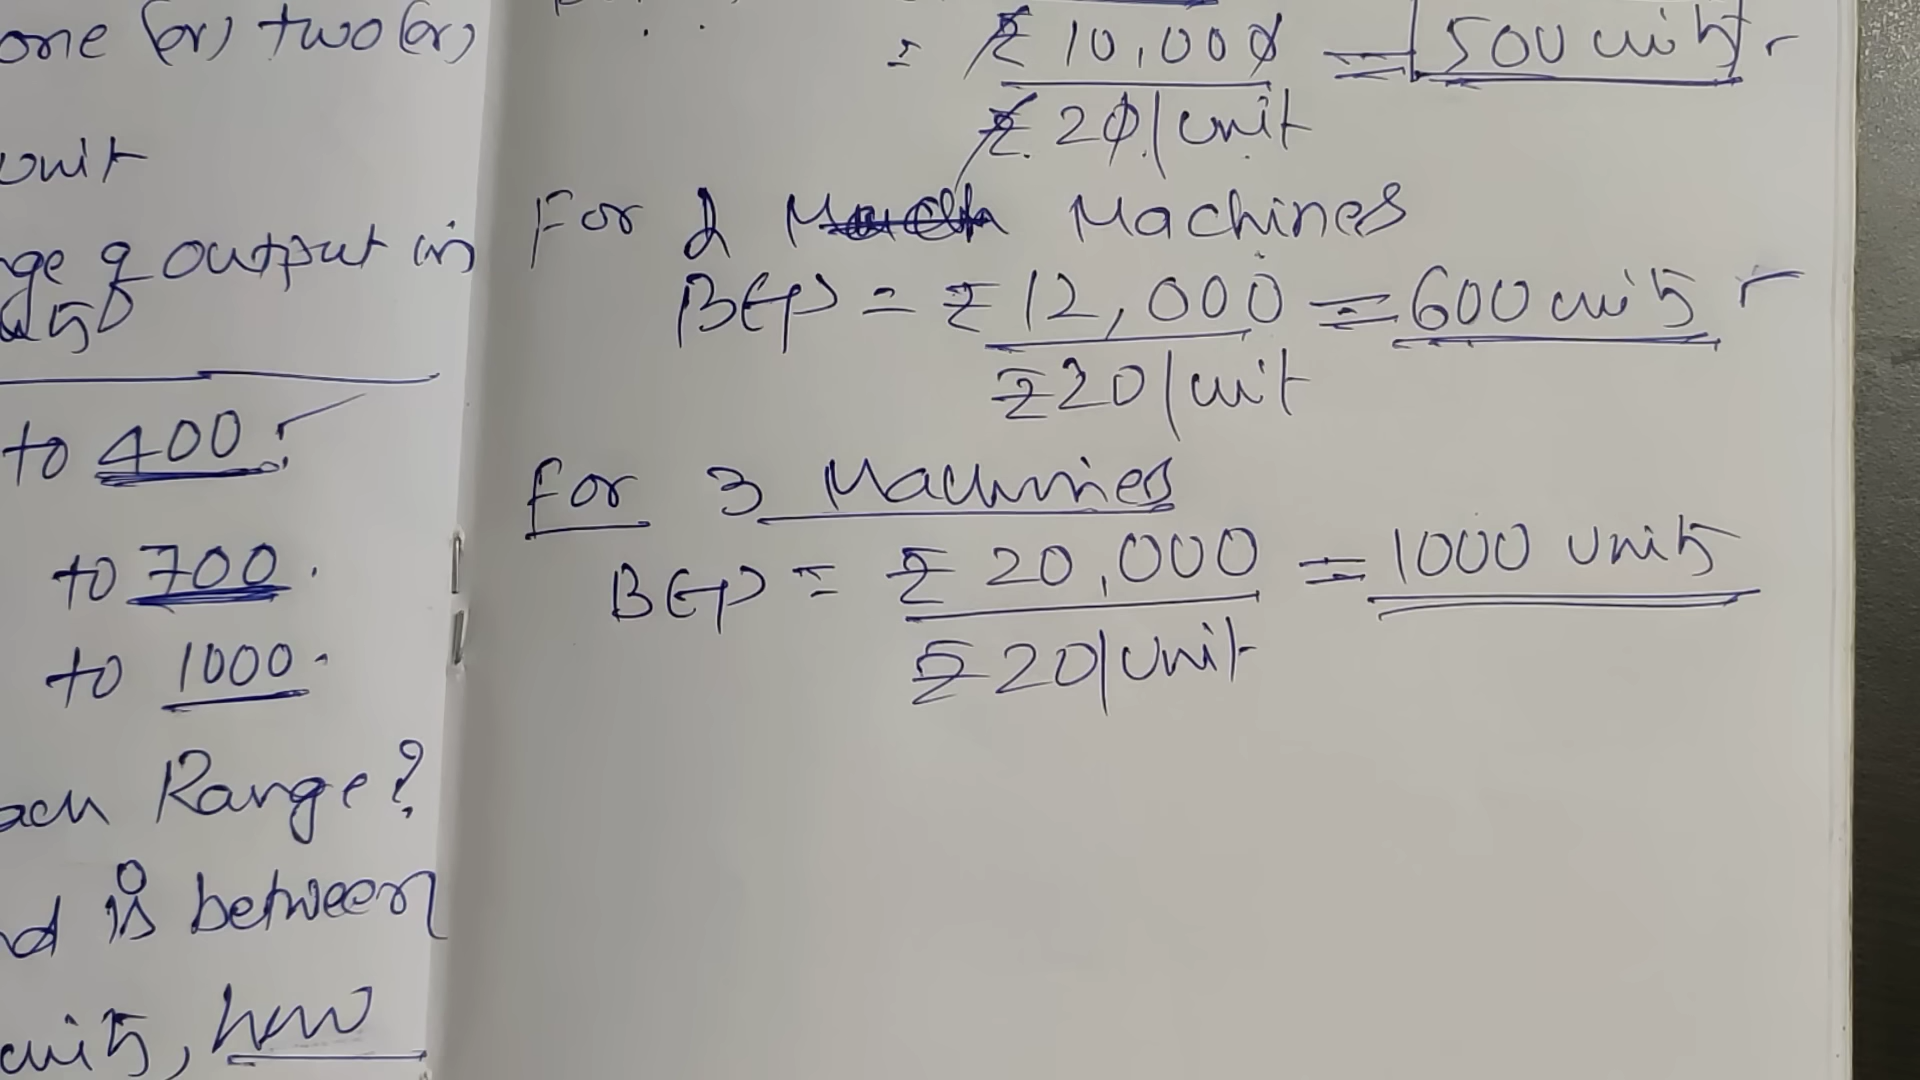 one (or) two (or)
unit
ge of output in
to 400
to 700.
to 1000.
ach Range?
d is between
units, how
= ₹ 10,000 = 500 units
₹ 20/unit
For 2 Machines
BEP = ₹ 12,000 = 600 units
₹ 20/unit
For 3 Machines
BEP = ₹ 20,000 = 1000 units
₹ 20/unit